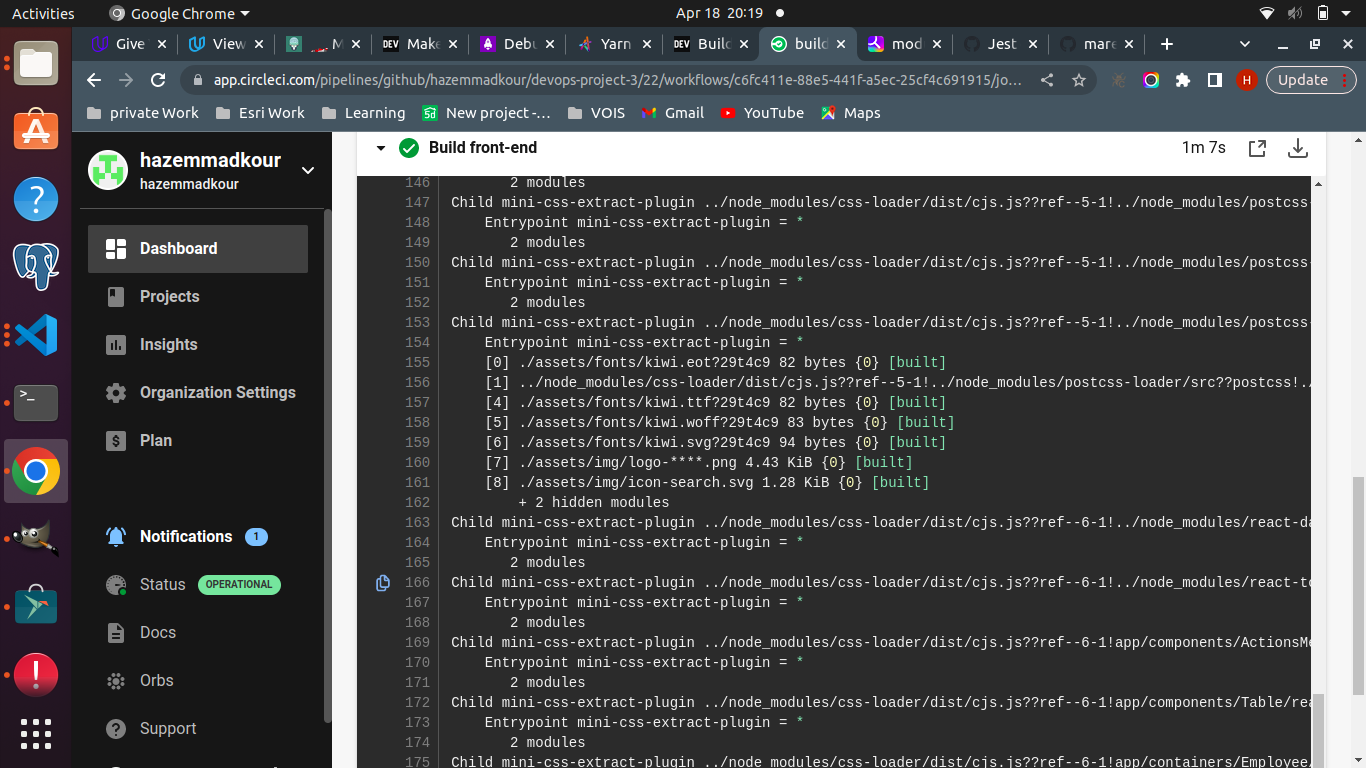 Activities
Google Chrome
Apr 18 20:19
Give
View
M
Make
Debu
Yarn
Build
build
mod
Jest
mare
app.circleci.com/pipelines/github/hazemmadkour/devops-project-3/22/workflows/c6fc411e-88e5-441f-a5ec-25cf4c691915/jo...
H
Update
private Work
Esri Work
Learning
New project -...
VOIS
Gmail
YouTube
Maps
hazemmadkour
hazemmadkour
Dashboard
Projects
Insights
Organization Settings
Plan
Notifications 1
Status OPERATIONAL
Docs
Orbs
Support
Build front-end
1m 7s
146 2 modules
147 Child mini-css-extract-plugin ../node_modules/css-loader/dist/cjs.js??ref--5-1!../node_modules/postcss-
148 Entrypoint mini-css-extract-plugin = *
149 2 modules
150 Child mini-css-extract-plugin ../node_modules/css-loader/dist/cjs.js??ref--5-1!../node_modules/postcss-
151 Entrypoint mini-css-extract-plugin = *
152 2 modules
153 Child mini-css-extract-plugin ../node_modules/css-loader/dist/cjs.js??ref--5-1!../node_modules/postcss-
154 Entrypoint mini-css-extract-plugin = *
155 [0] ./assets/fonts/kiwi.eot?29t4c9 82 bytes {0} [built]
156 [1] ../node_modules/css-loader/dist/cjs.js??ref--5-1!../node_modules/postcss-loader/src??postcss!./
157 [4] ./assets/fonts/kiwi.ttf?29t4c9 82 bytes {0} [built]
158 [5] ./assets/fonts/kiwi.woff?29t4c9 83 bytes {0} [built]
159 [6] ./assets/fonts/kiwi.svg?29t4c9 94 bytes {0} [built]
160 [7] ./assets/img/logo-****.png 4.43 KiB {0} [built]
161 [8] ./assets/img/icon-search.svg 1.28 KiB {0} [built]
162 + 2 hidden modules
163 Child mini-css-extract-plugin ../node_modules/css-loader/dist/cjs.js??ref--6-1!../node_modules/react-da
164 Entrypoint mini-css-extract-plugin = *
165 2 modules
166 Child mini-css-extract-plugin ../node_modules/css-loader/dist/cjs.js??ref--6-1!../node_modules/react-to
167 Entrypoint mini-css-extract-plugin = *
168 2 modules
169 Child mini-css-extract-plugin ../node_modules/css-loader/dist/cjs.js??ref--6-1!app/components/ActionsMe
170 Entrypoint mini-css-extract-plugin = *
171 2 modules
172 Child mini-css-extract-plugin ../node_modules/css-loader/dist/cjs.js??ref--6-1!app/components/Table/rea
173 Entrypoint mini-css-extract-plugin = *
174 2 modules
175 Child mini-css-extract-plugin ../node_modules/css-loader/dist/cjs.js??ref--6-1!app/containers/Employee/